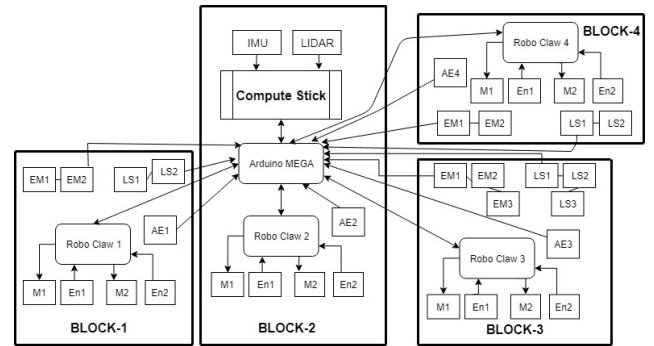 IMU
LIDAR
Compute Stick
Arduino MEGA
Robo Claw 2
AE2
M1
En1
M2
En2
BLOCK-2
EM1
EM2
LS1
LS2
AE1
Robo Claw 1
M1
En1
M2
En2
BLOCK-1
BLOCK-4
Robo Claw 4
AE4
M1
En1
M2
En2
EM1
EM2
LS1
LS2
EM1
EM2
LS1
LS2
EM3
LS3
AE3
Robo Claw 3
M1
En1
M2
En2
BLOCK-3